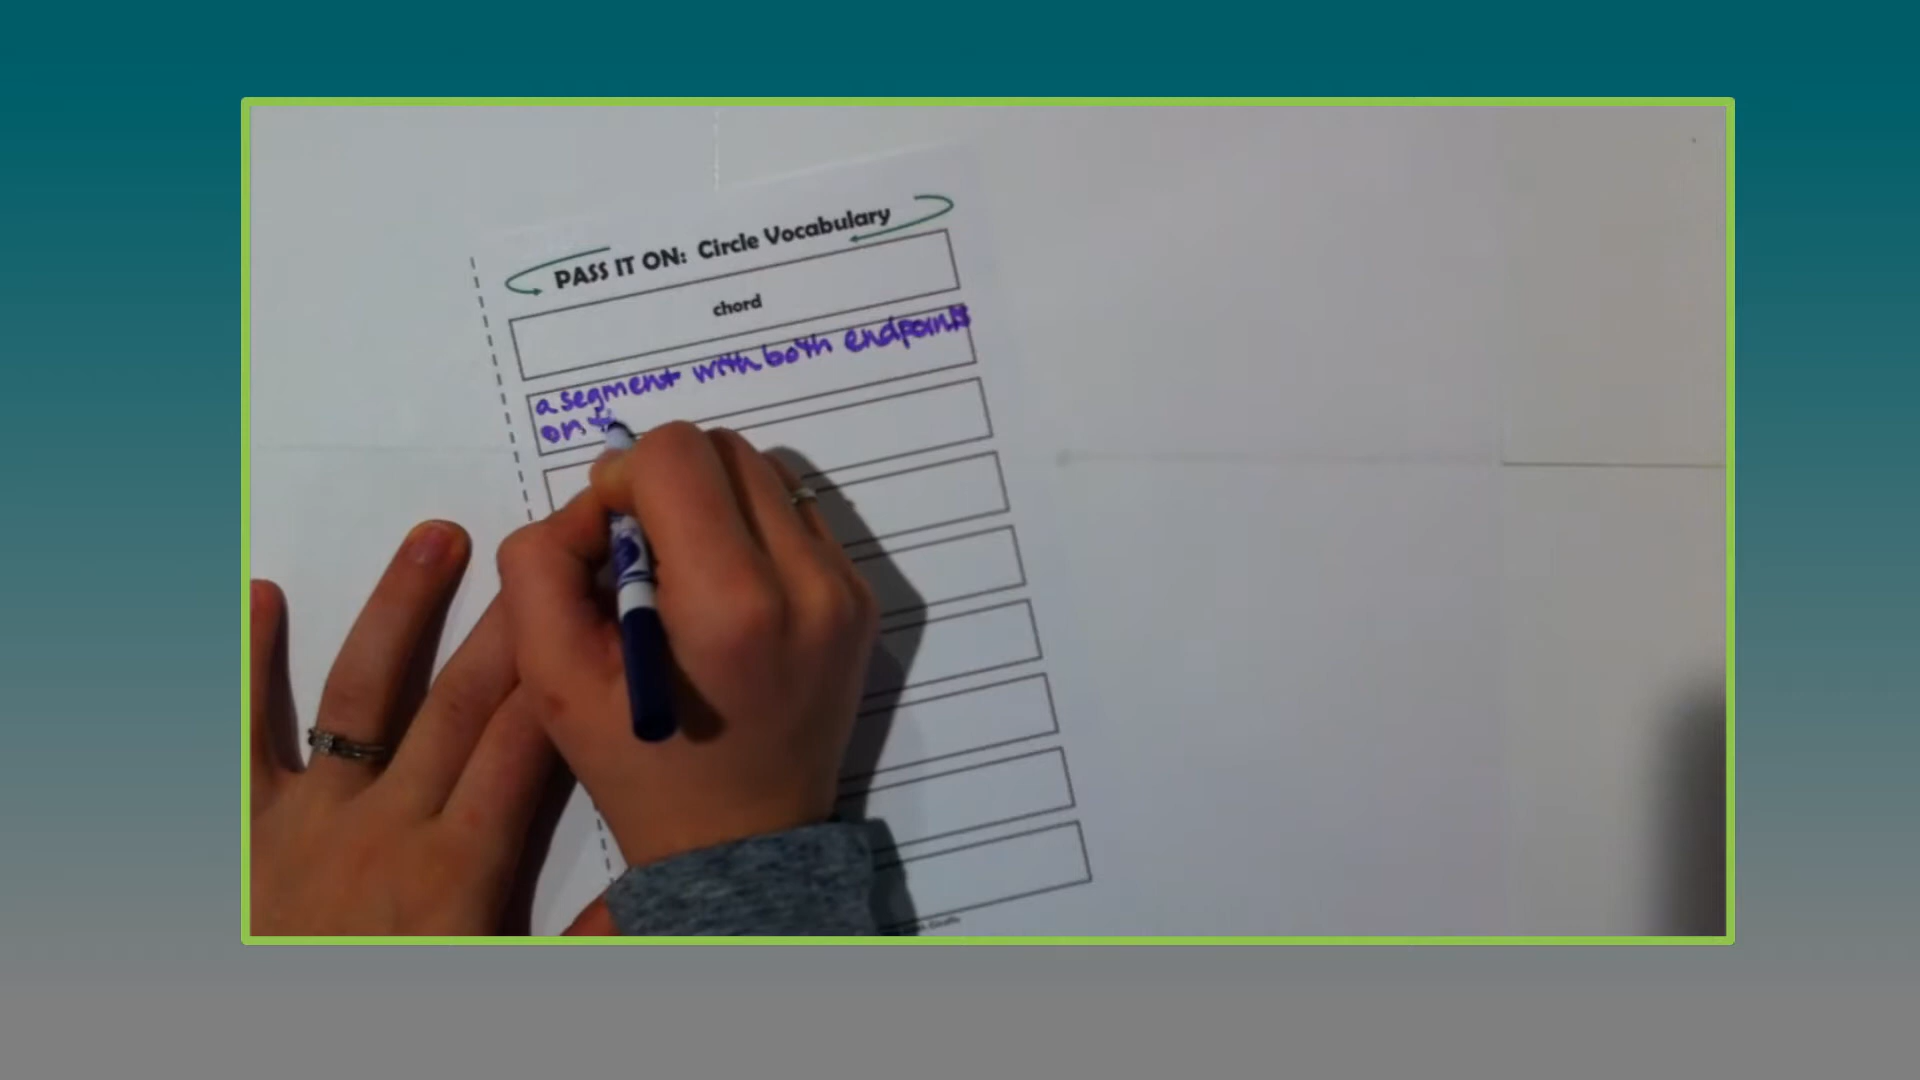 PASS IT ON: Circle Vocabulary
chord
a segment with both endpoints
on